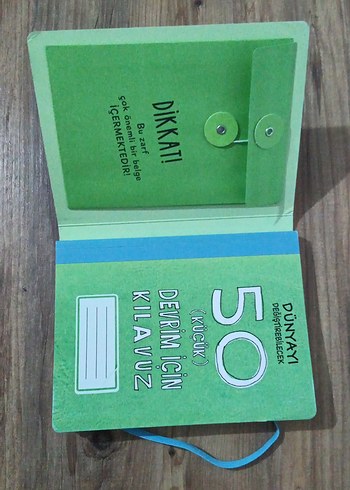 DİKKAT!
Bu zarf
çok önemli bir belge
İÇERMEKTEDİR!
DÜNYAYI
DEĞİŞTİREBİLECEK
50
(KÜÇÜK)
DEVRİM İÇİN
KILAVUZ